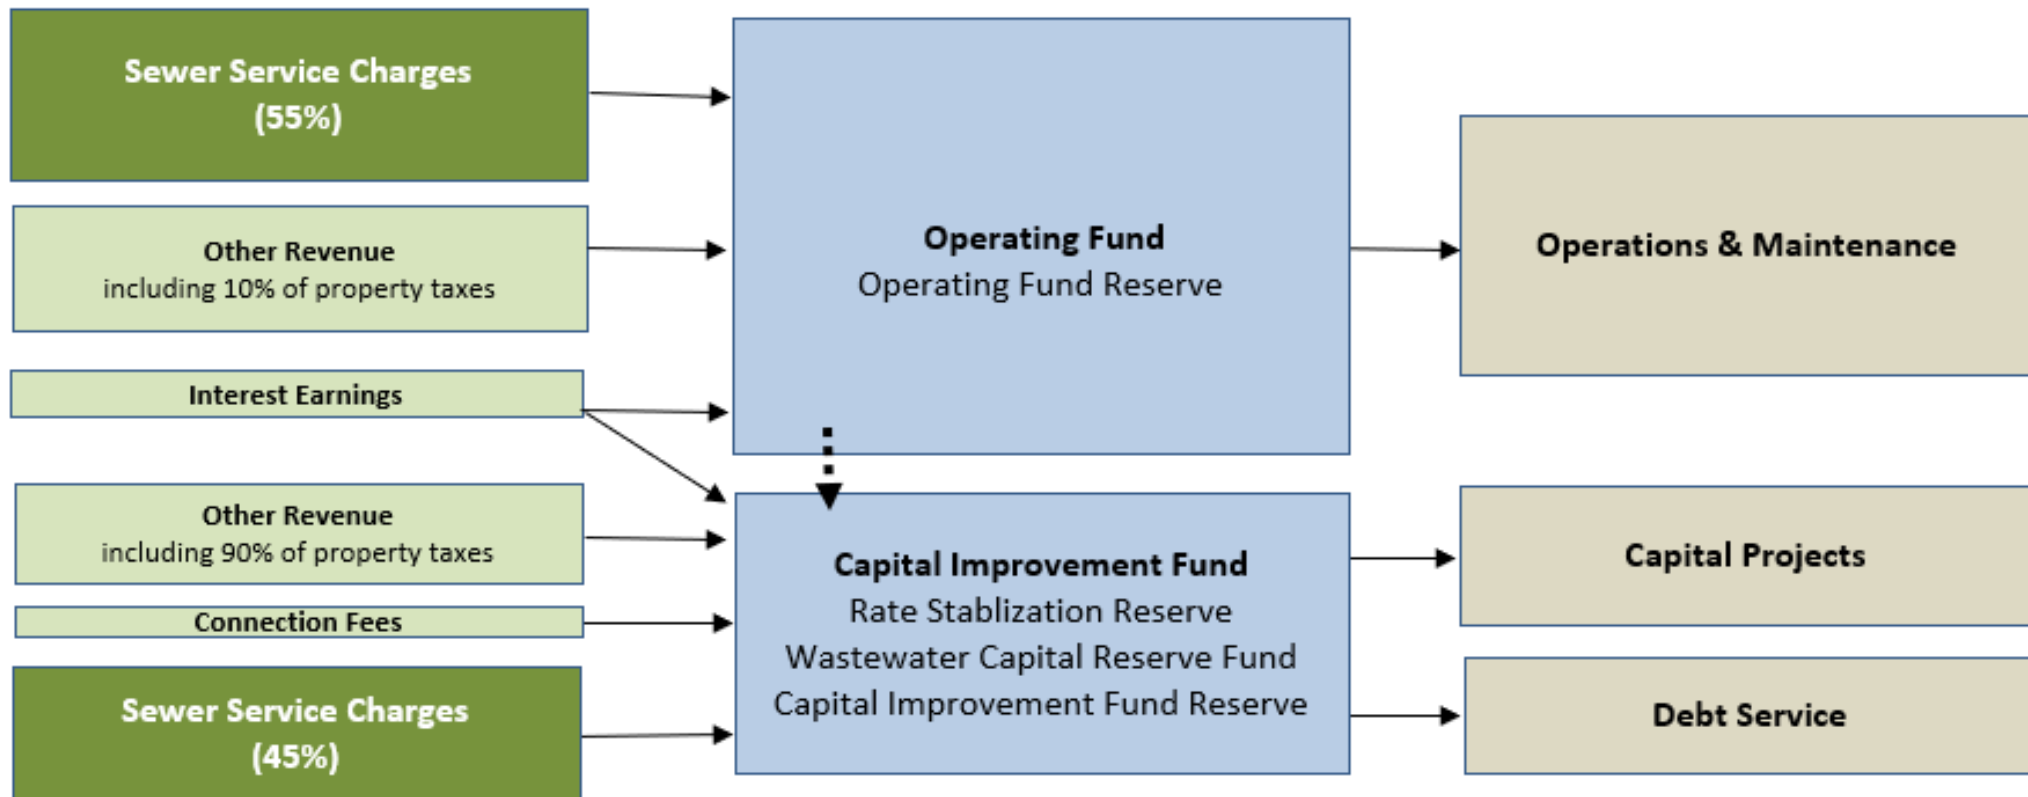 Sewer Service Charges
(55%)
Other Revenue
including 10% of property taxes
Interest Earnings
Other Revenue
including 90% of property taxes
Connection Fees
Sewer Service Charges
(45%)
Operating Fund
Operating Fund Reserve
Capital Improvement Fund
Rate Stablization Reserve
Wastewater Capital Reserve Fund
Capital Improvement Fund Reserve
Operations & Maintenance
Capital Projects
Debt Service